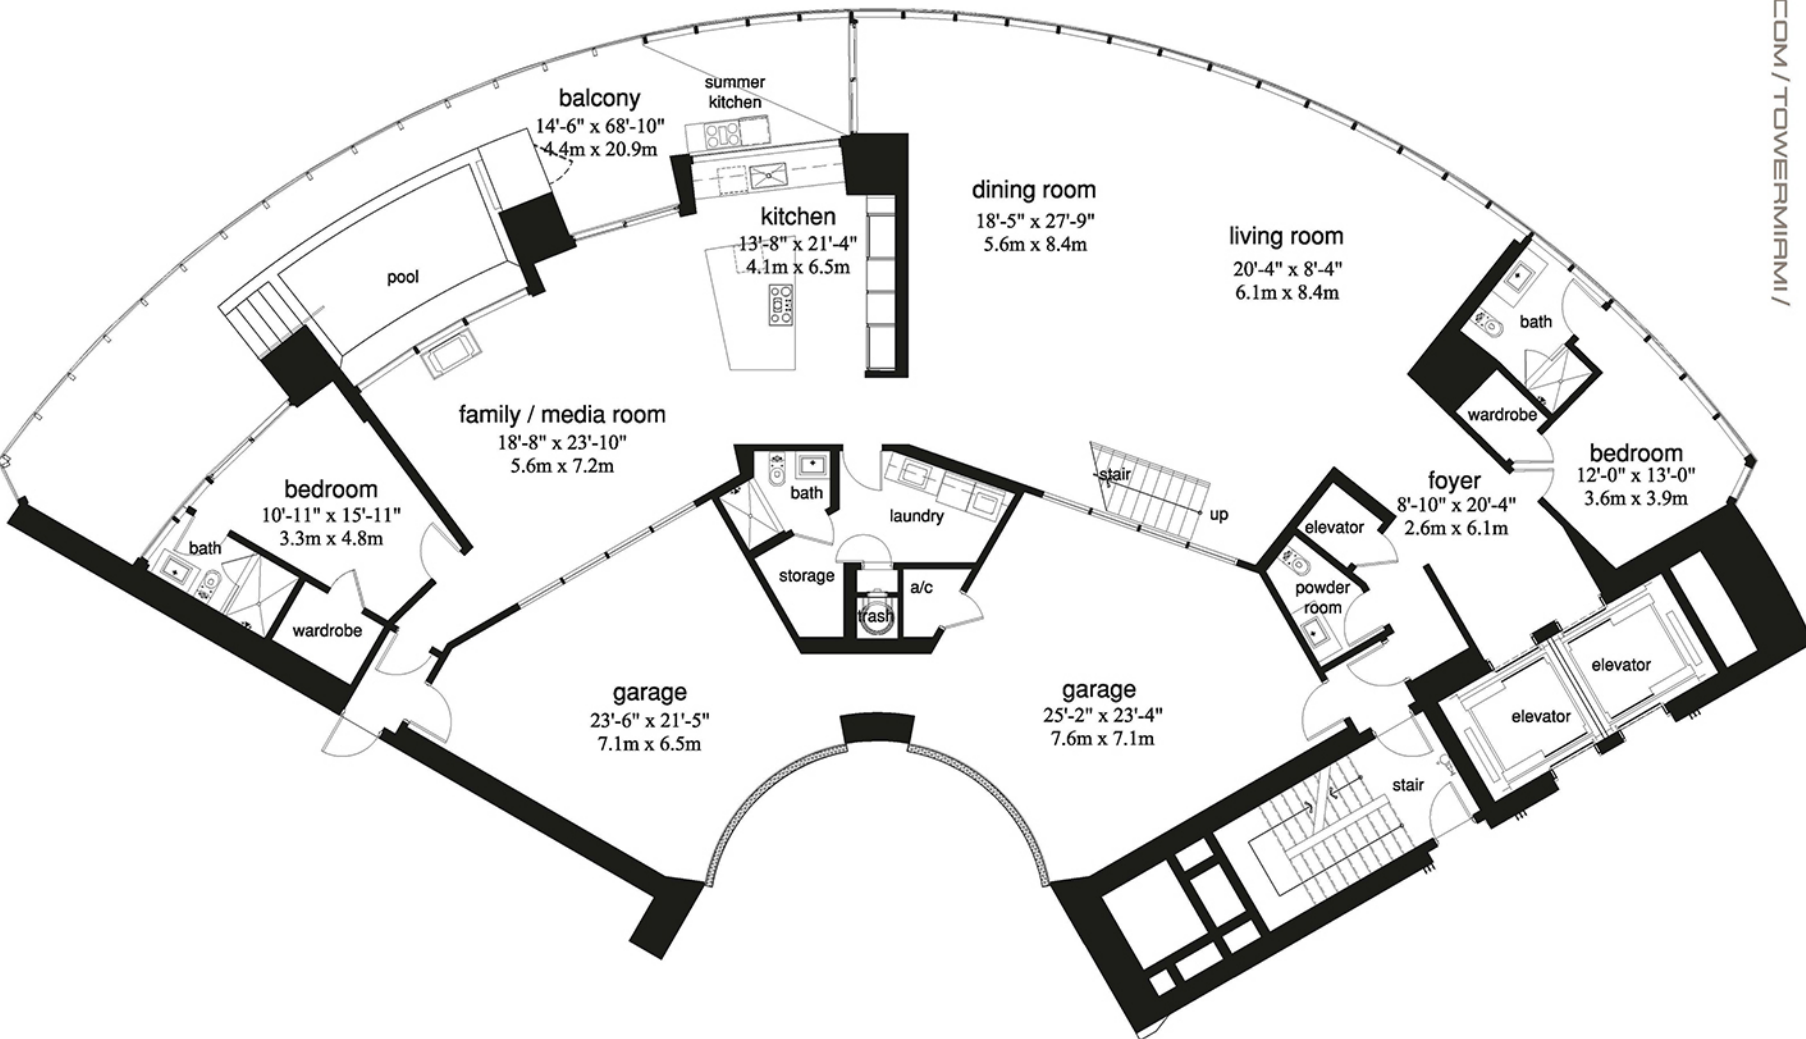 COM / TOWERMIAMI /
summer
kitchen
balcony
14'-6" x 68'-10"
4.4m x 20.9m
kitchen
13'-8" x 21'-4"
4.1m x 6.5m
dining room
18'-5" x 27'-9"
5.6m x 8.4m
living room
20'-4" x 8'-4"
6.1m x 8.4m
pool
bath
wardrobe
family / media room
18'-8" x 23'-10"
5.6m x 7.2m
bedroom
12'-0" x 13'-0"
3.6m x 3.9m
foyer
8'-10" x 20'-4"
2.6m x 6.1m
stair
up
elevator
bedroom
10'-11" x 15'-11"
3.3m x 4.8m
bath
wardrobe
bath
laundry
storage
a/c
trash
powder
room
elevator
elevator
garage
23'-6" x 21'-5"
7.1m x 6.5m
garage
25'-2" x 23'-4"
7.6m x 7.1m
stair